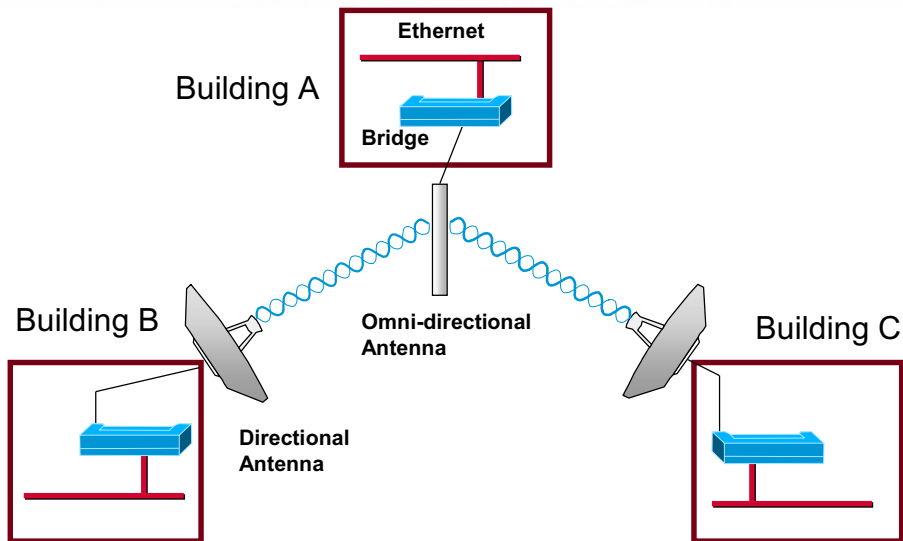 Ethernet
Building A
Bridge
Building B
Omni-directional
Antenna
Building C
Directional
Antenna